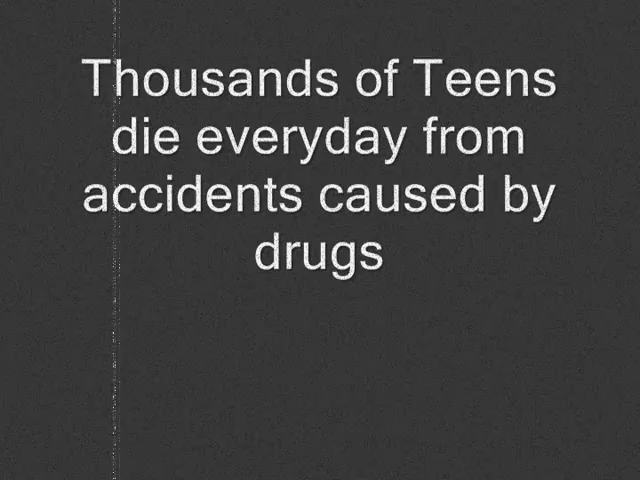 Thousands of Teens
die everyday from
accidents caused by
drugs